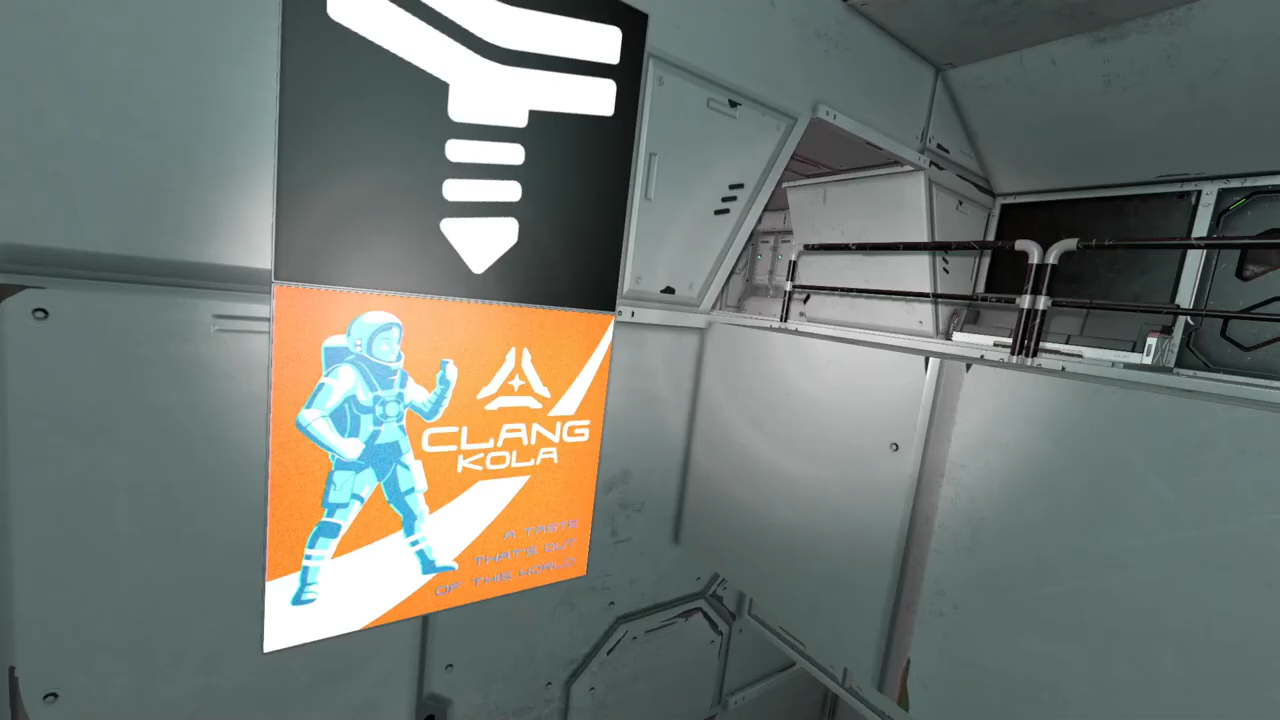 CLANG
KOLA
A TASTE
THAT'S OUT
OF THIS WORLD